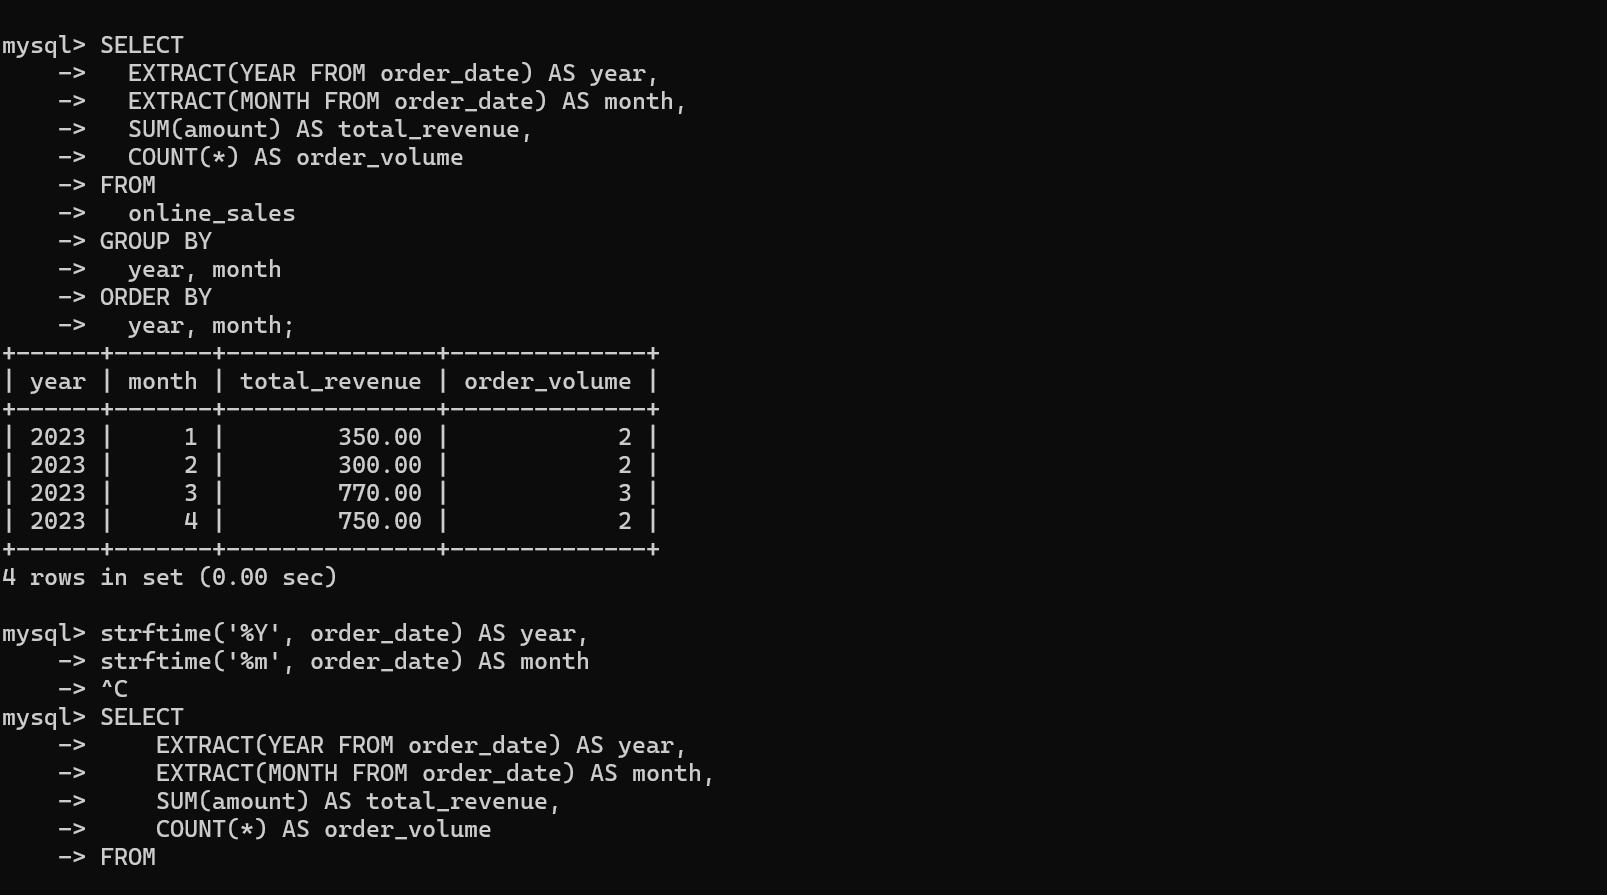 mysql> SELECT
    ->   EXTRACT(YEAR FROM order_date) AS year,
    ->   EXTRACT(MONTH FROM order_date) AS month,
    ->   SUM(amount) AS total_revenue,
    ->   COUNT(*) AS order_volume
    -> FROM
    ->   online_sales
    -> GROUP BY
    ->   year, month
    -> ORDER BY
    ->   year, month;
+------+-------+---------------+--------------+
| year | month | total_revenue | order_volume |
+------+-------+---------------+--------------+
| 2023 |     1 |        350.00 |            2 |
| 2023 |     2 |        300.00 |            2 |
| 2023 |     3 |        770.00 |            3 |
| 2023 |     4 |        750.00 |            2 |
+------+-------+---------------+--------------+
4 rows in set (0.00 sec)

mysql> strftime('%Y', order_date) AS year,
    -> strftime('%m', order_date) AS month
    -> ^C
mysql> SELECT
    ->     EXTRACT(YEAR FROM order_date) AS year,
    ->     EXTRACT(MONTH FROM order_date) AS month,
    ->     SUM(amount) AS total_revenue,
    ->     COUNT(*) AS order_volume
    -> FROM